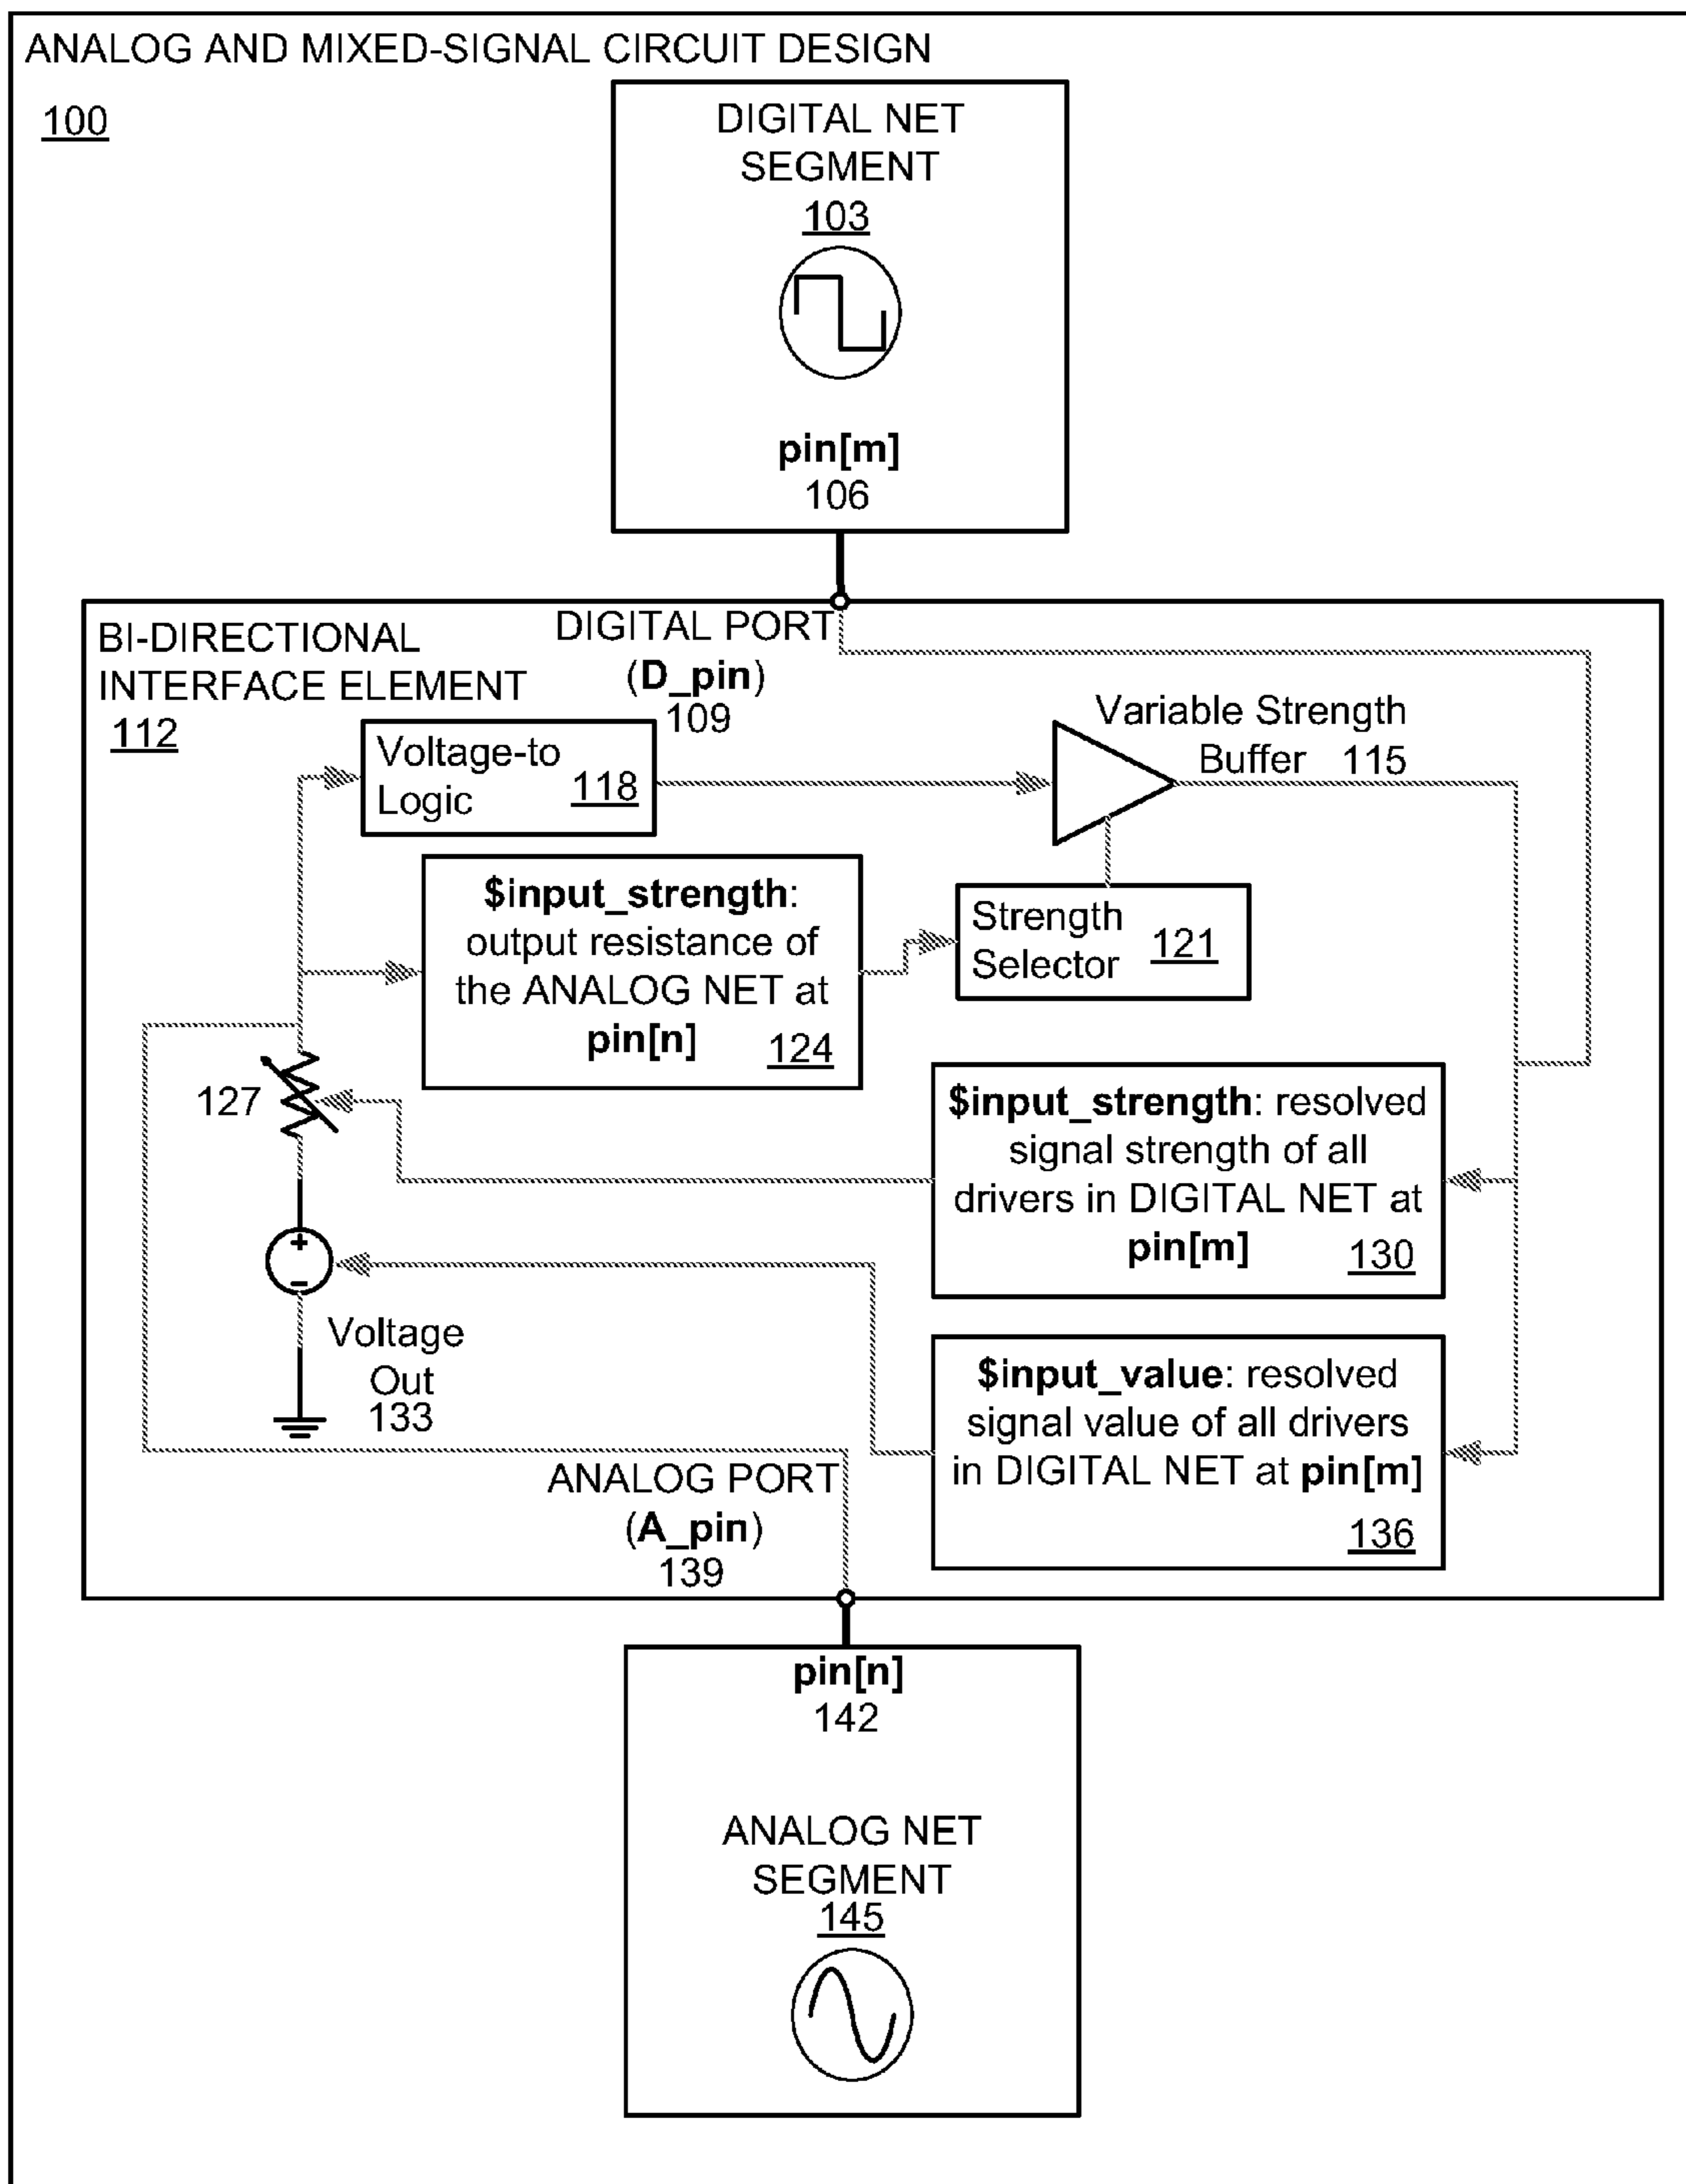 ANALOG AND MIXED-SIGNAL CIRCUIT DESIGN
100
DIGITAL NET
SEGMENT
103
pin[m]
106
BI-DIRECTIONAL
INTERFACE ELEMENT
112
DIGITAL PORT
(D_pin)
109
Voltage-to
Logic
118
Variable Strength
Buffer 115
$input_strength:
output resistance of
the ANALOG NET at
pin[n]
124
Strength
Selector
121
127
$input_strength: resolved
signal strength of all
drivers in DIGITAL NET at
pin[m]
130
+
−
Voltage
Out
133
$input_value: resolved
signal value of all drivers
in DIGITAL NET at pin[m]
136
ANALOG PORT
(A_pin)
139
pin[n]
142
ANALOG NET
SEGMENT
145